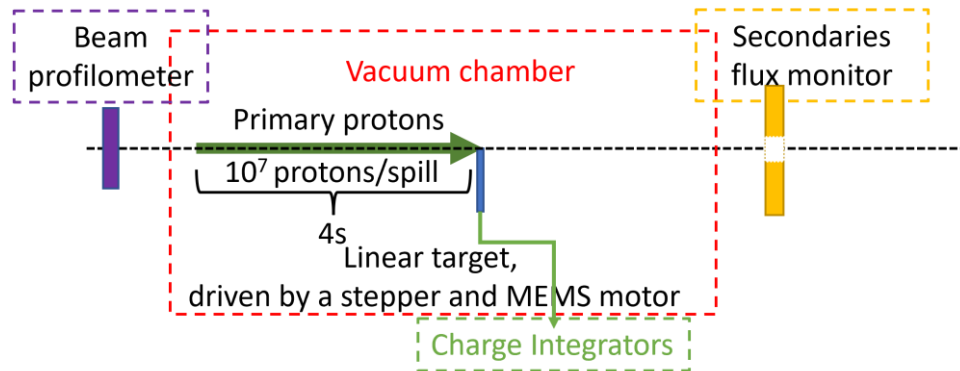 Beam
profilometer
Vacuum chamber
Secondaries
flux monitor
Primary protons
10⁷ protons/spill
4s
Linear target,
driven by a stepper and MEMS motor
Charge Integrators